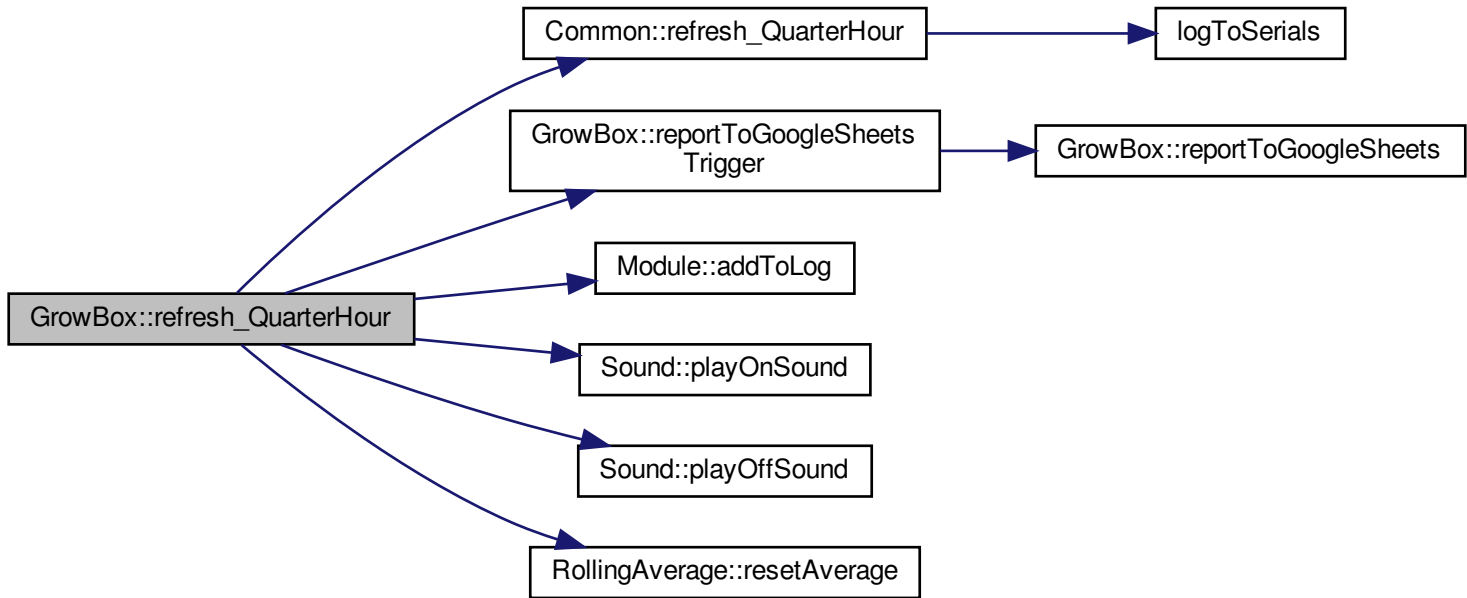 Common::refresh_QuarterHour
logToSerials
GrowBox::reportToGoogleSheets
Trigger
GrowBox::reportToGoogleSheets
Module::addToLog
GrowBox::refresh_QuarterHour
Sound::playOnSound
Sound::playOffSound
RollingAverage::resetAverage